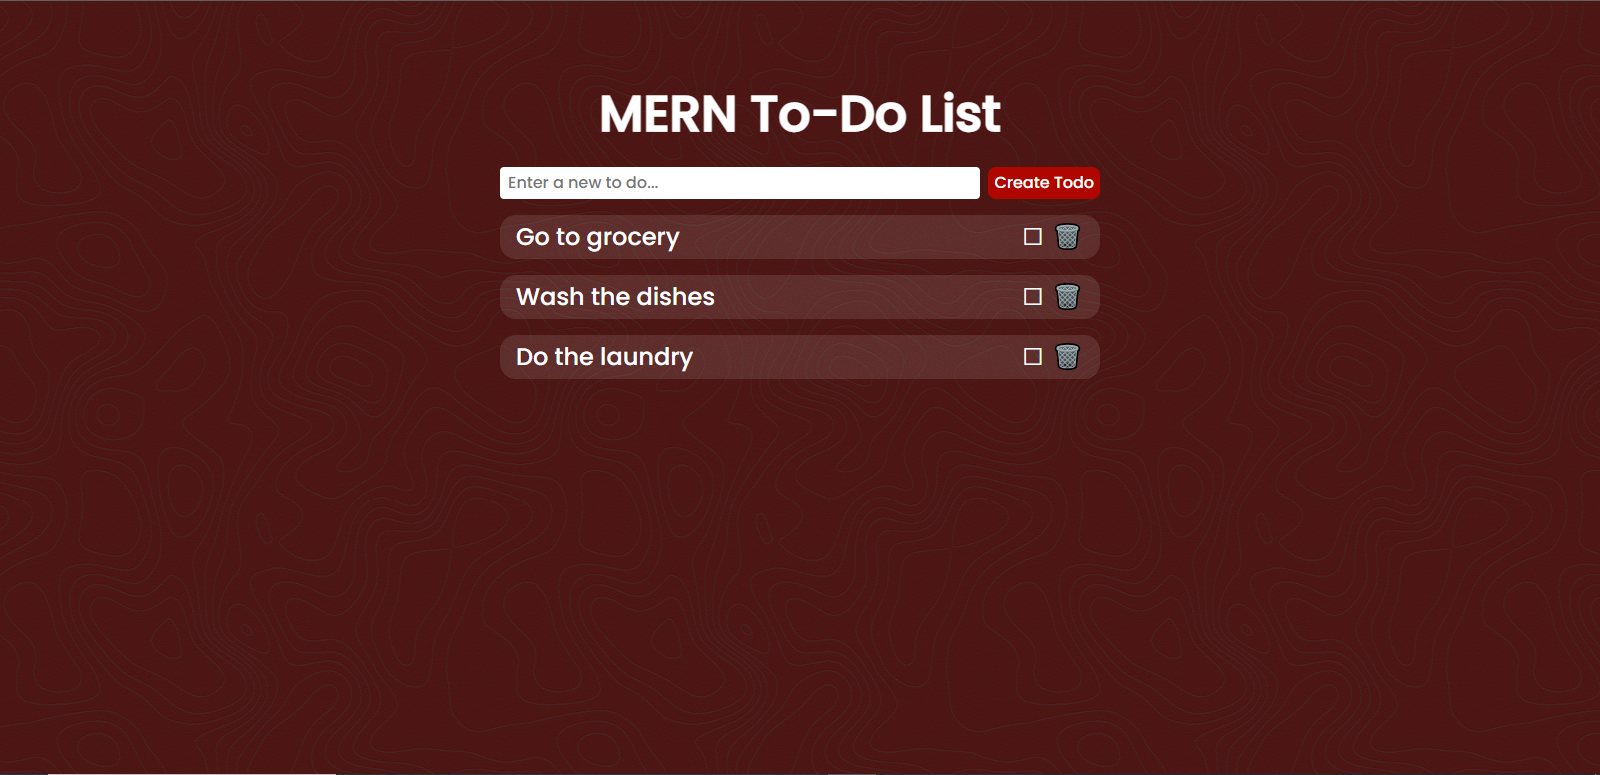 MERN To-Do List
Enter a new to do...
Create Todo
Go to grocery
Wash the dishes
Do the laundry